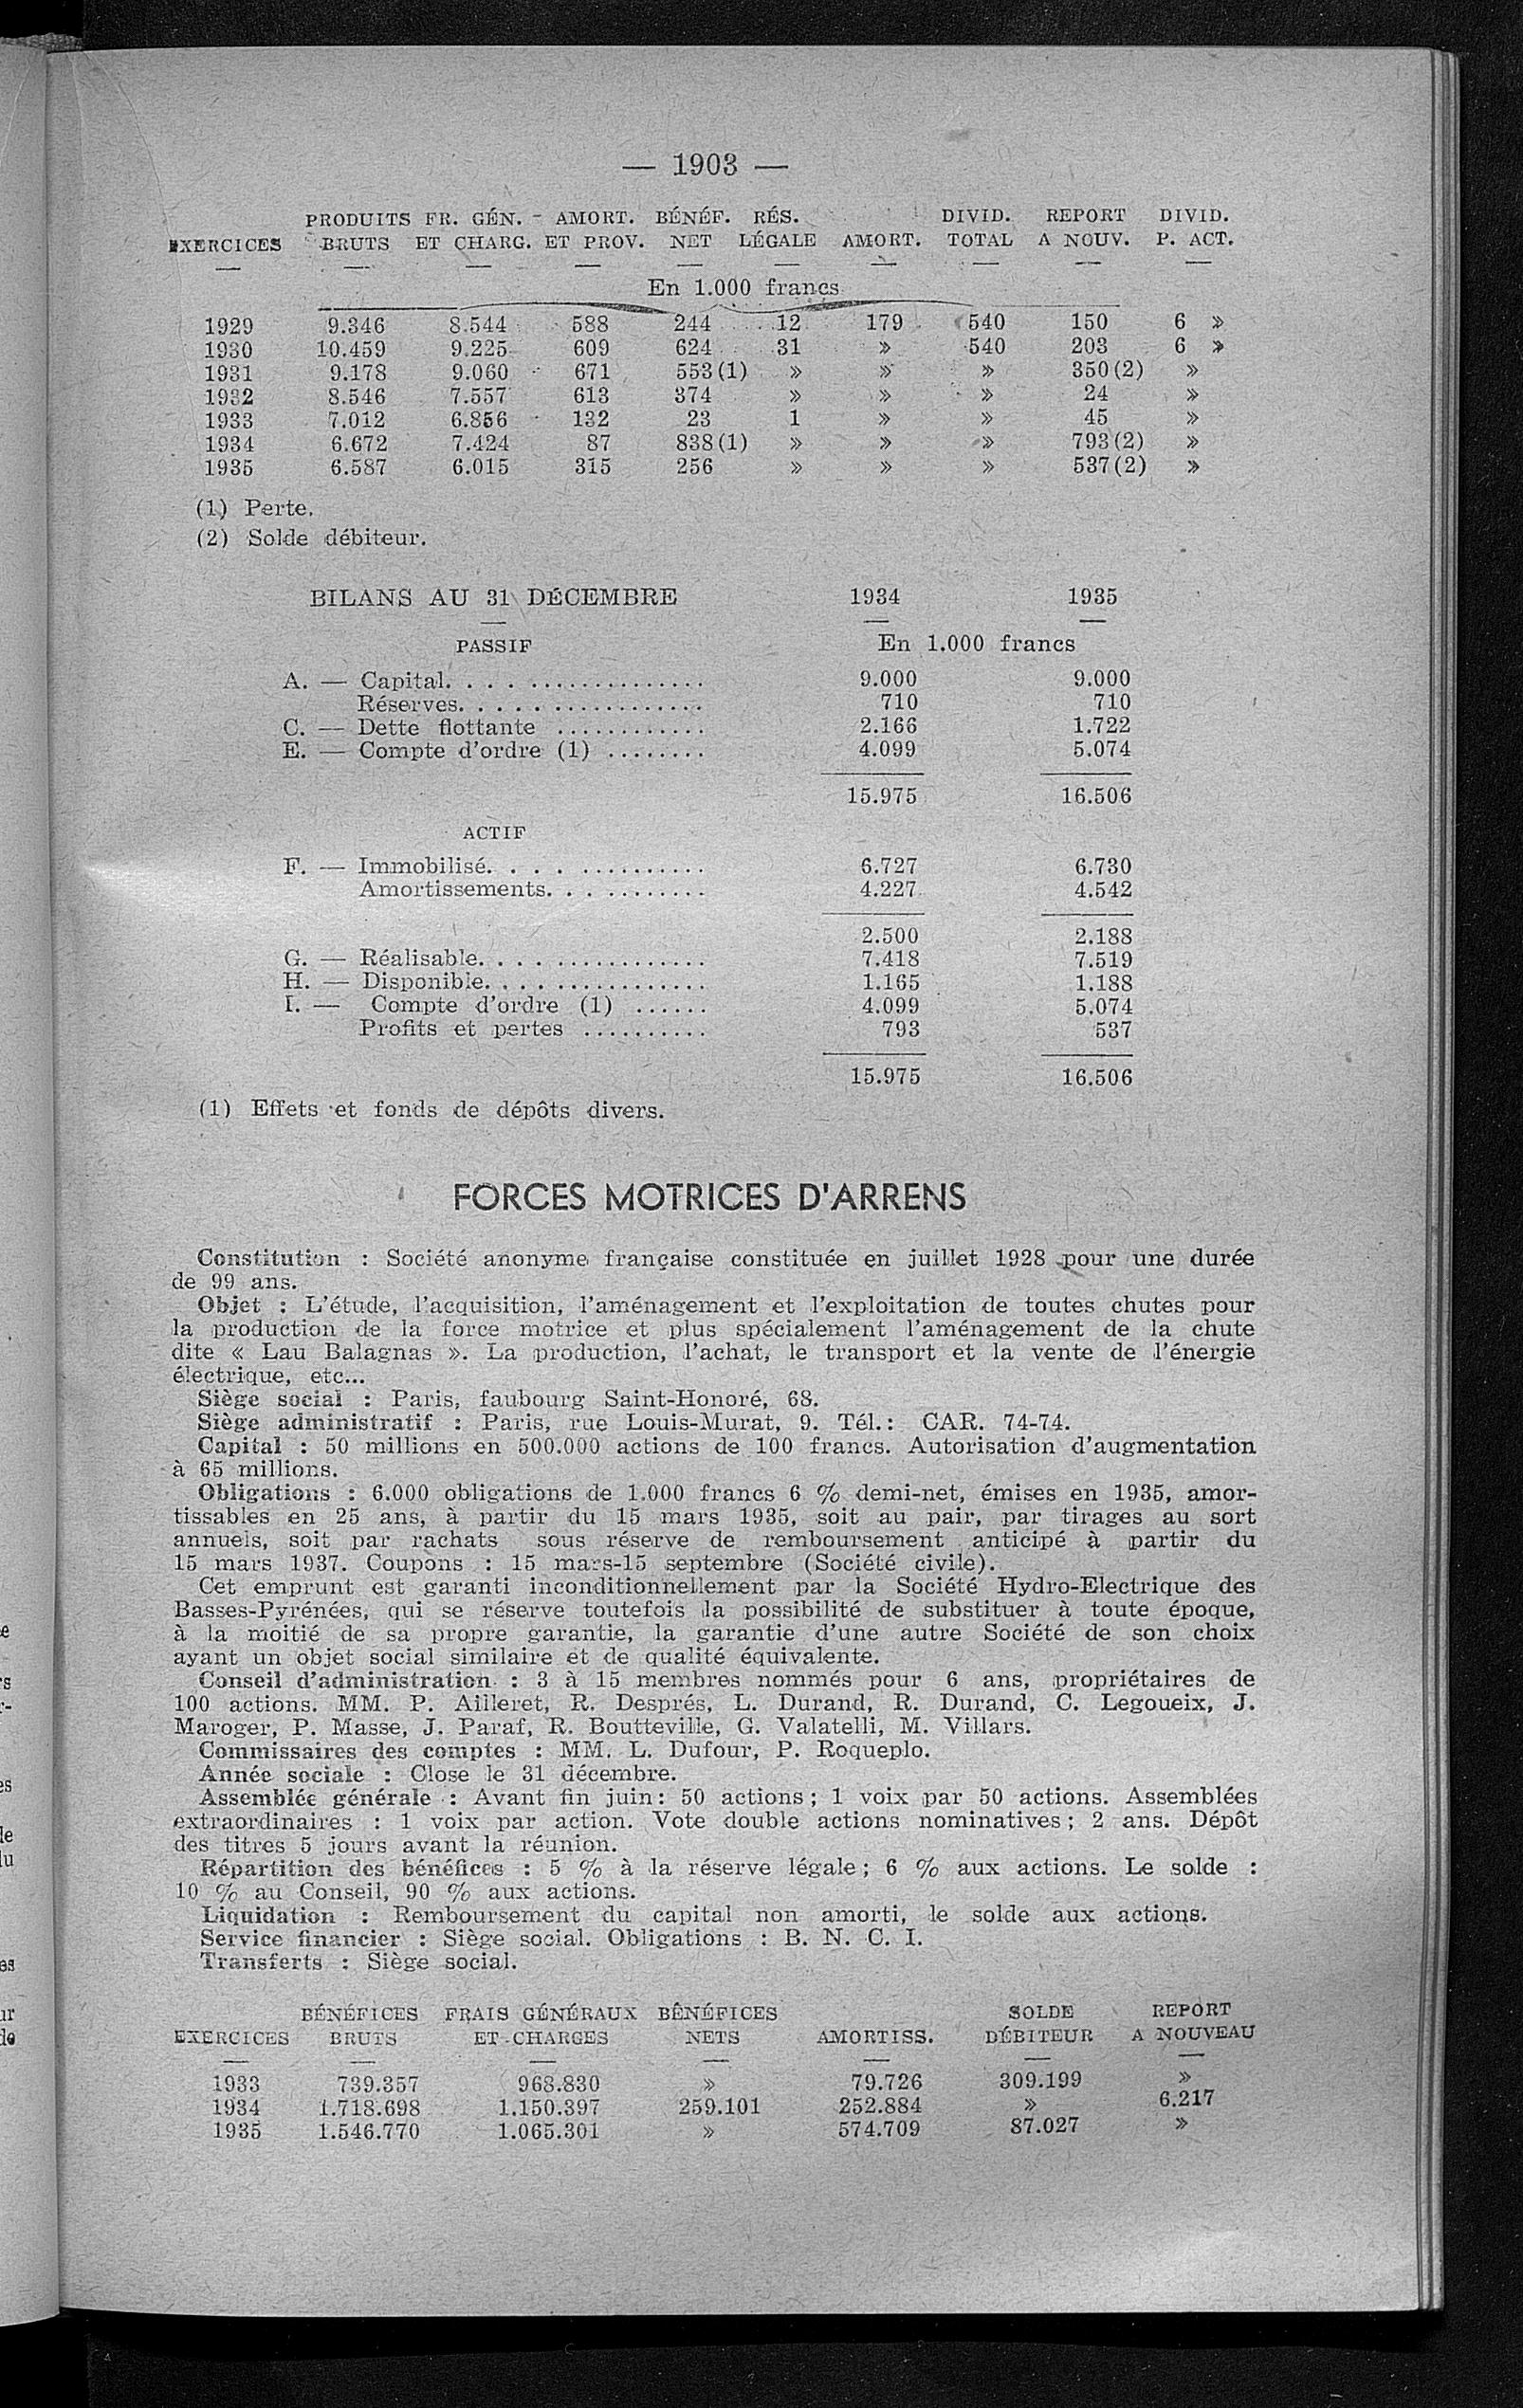 — 1903 —
PRODUITS FR. GÉN. - AMORT. BÉNÉF. RÉS. DIVID. REPORT DIVID.
EXERCICES BRUTS ET CHARG. ET PROV. NET LÉGALE AMORT. TOTAL A NOUV. P. ACT.
En 1.000 francs
1929 9.346 8.544 588 244 12 179 540 150 6 »
1930 10.459 9.225 609 624 31 » 540 203 6 »
1931 9.178 9.060 671 553 (1) » » » 350 (2) »
1932 8.546 7.557 613 374 » » » 24 »
1933 7.012 6.856 132 23 1 » » 45 »
1934 6.672 7.424 87 838 (1) » » » 793 (2) »
1935 6.587 6.015 315 256 » » » 537 (2) »
(1) Perte.
(2) Solde débiteur.
BILANS AU 31 DÉCEMBRE 1934 1935
PASSIF En 1.000 francs
A. — Capital. . . . . . . . . . . . . . . . . . . 9.000 9.000
Réserves. . . . . . . . . . . . . . . . . . 710 710
C. — Dette flottante . . . . . . . . . . . . 2.166 1.722
E. — Compte d'ordre (1) . . . . . . . . 4.099 5.074
15.975 16.506
ACTIF
F. — Immobilisé. . . . . . . . . . . . . . . 6.727 6.730
Amortissements. . . . . . . . . . . 4.227 4.542
2.500 2.188
G. — Réalisable. . . . . . . . . . . . . . . . 7.418 7.519
H. — Disponible. . . . . . . . . . . . . . . . 1.165 1.188
I. — Compte d'ordre (1) . . . . . . 4.099 5.074
Profits et pertes . . . . . . . . . . 793 537
15.975 16.506
(1) Effets et fonds de dépôts divers.
FORCES MOTRICES D'ARRENS
Constitution : Société anonyme française constituée en juillet 1928 pour une durée
de 99 ans.
Objet : L'étude, l'acquisition, l'aménagement et l'exploitation de toutes chutes pour
la production de la force motrice et plus spécialement l'aménagement de la chute
dite « Lau Balagnas ». La production, l'achat, le transport et la vente de l'énergie
électrique, etc...
Siège social : Paris, faubourg Saint-Honoré, 68.
Siège administratif : Paris, rue Louis-Murat, 9. Tél.: CAR. 74-74.
Capital : 50 millions en 500.000 actions de 100 francs. Autorisation d'augmentation
à 65 millions.
Obligations : 6.000 obligations de 1.000 francs 6 % demi-net, émises en 1935, amor-
tissables en 25 ans, à partir du 15 mars 1935, soit au pair, par tirages au sort
annuels, soit par rachats sous réserve de remboursement anticipé à partir du
15 mars 1937. Coupons : 15 mars-15 septembre (Société civile).
Cet emprunt est garanti inconditionnellement par la Société Hydro-Electrique des
Basses-Pyrénées, qui se réserve toutefois la possibilité de substituer à toute époque,
à la moitié de sa propre garantie, la garantie d'une autre Société de son choix
ayant un objet social similaire et de qualité équivalente.
Conseil d'administration : 3 à 15 membres nommés pour 6 ans, propriétaires de
100 actions. MM. P. Ailleret, R. Després, L. Durand, R. Durand, C. Legoueix, J.
Maroger, P. Masse, J. Paraf, R. Boutteville, G. Valatelli, M. Villars.
Commissaires des comptes : MM. L. Dufour, P. Roqueplo.
Année sociale : Close le 31 décembre.
Assemblée générale : Avant fin juin: 50 actions; 1 voix par 50 actions. Assemblées
extraordinaires : 1 voix par action. Vote double actions nominatives; 2 ans. Dépôt
des titres 5 jours avant la réunion.
Répartition des bénéfices : 5 % à la réserve légale; 6 % aux actions. Le solde :
10 % au Conseil, 90 % aux actions.
Liquidation : Remboursement du capital non amorti, le solde aux actions.
Service financier : Siège social. Obligations : B. N. C. I.
Transferts : Siège social.
BÉNÉFICES FRAIS GÉNÉRAUX BÉNÉFICES SOLDE REPORT
EXERCICES BRUTS ET CHARGES NETS AMORTISS. DÉBITEUR A NOUVEAU
1933 739.357 968.830 » 79.726 309.199 »
1934 1.718.698 1.150.397 259.101 252.884 » 6.217
1935 1.546.770 1.065.301 » 574.709 87.027 »